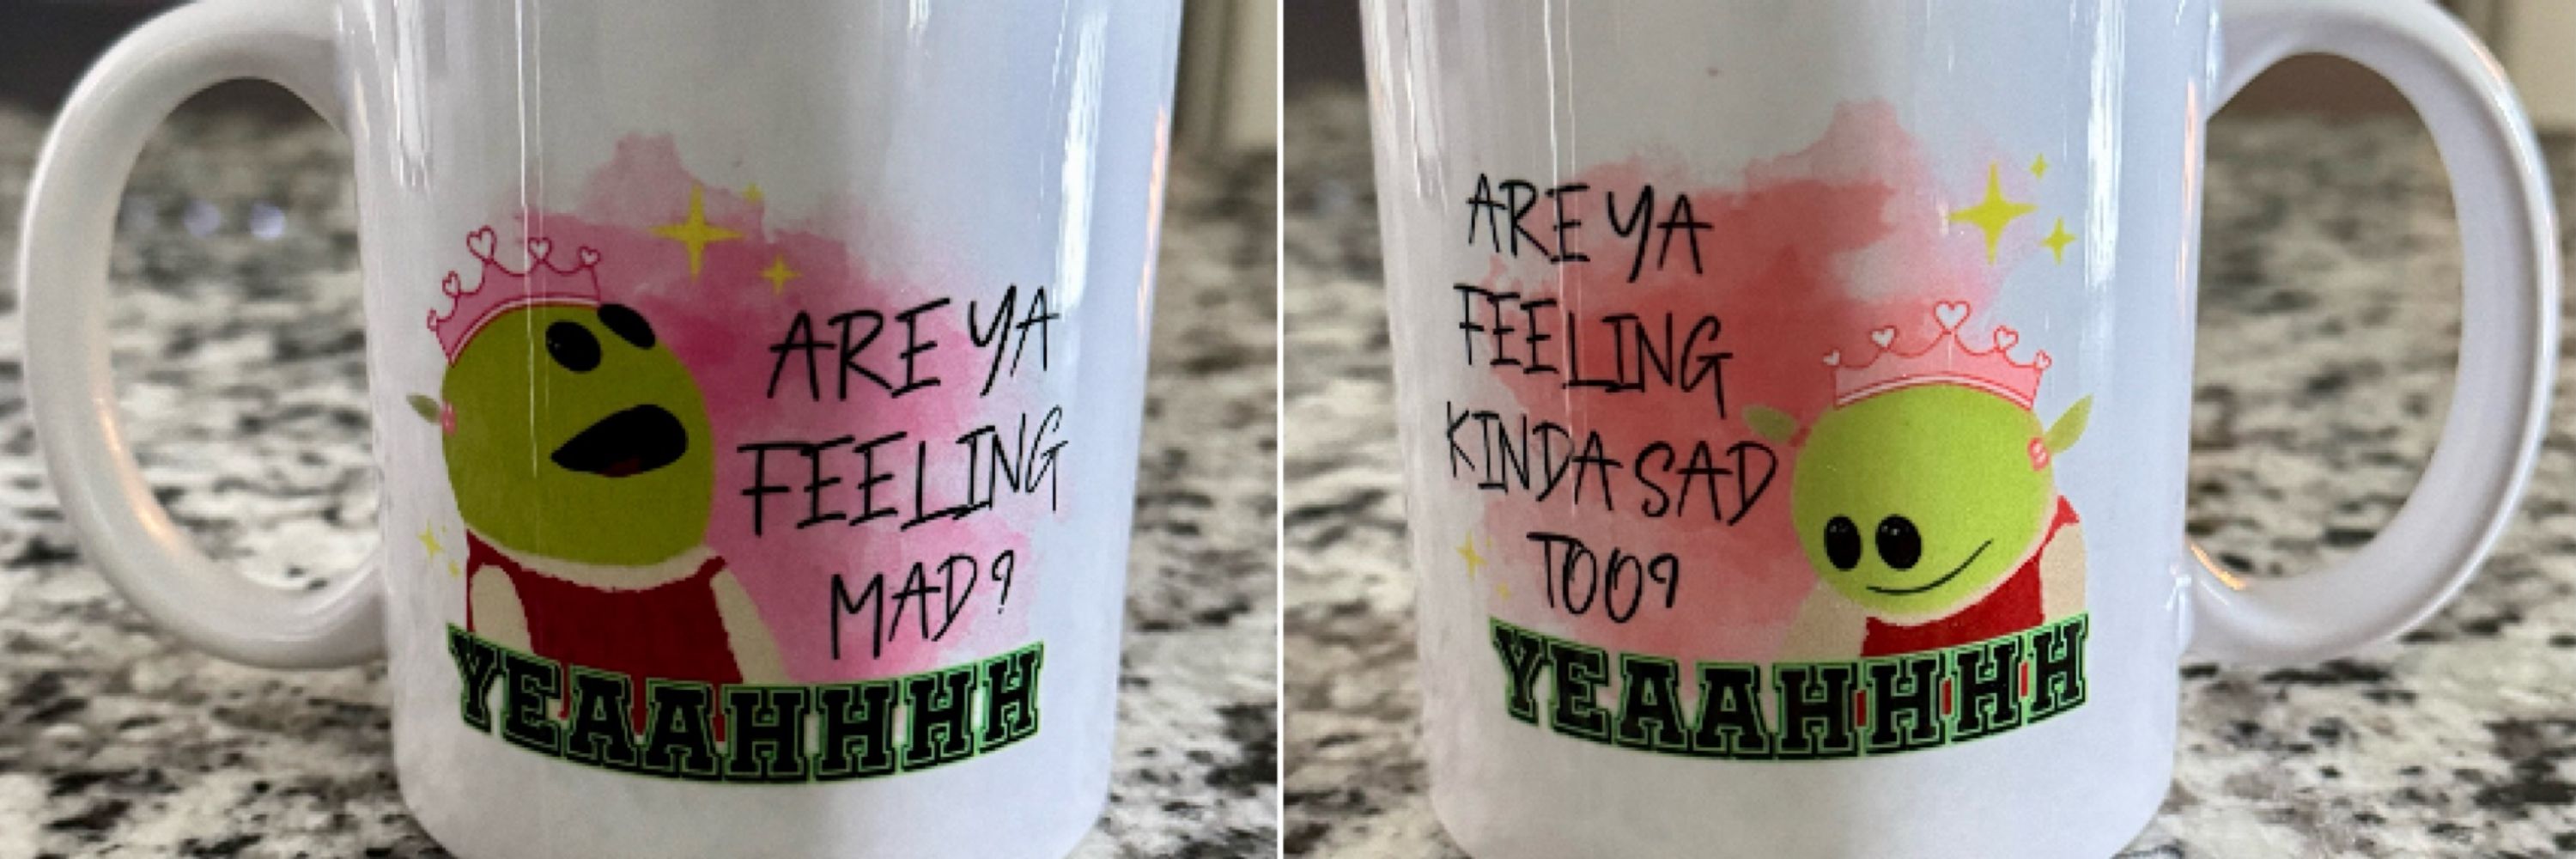 ARE YA
FEELING
MAD?
YEAAHHHH
ARE YA
FEELING
KINDA SAD
TOO?
YEAAHHHH